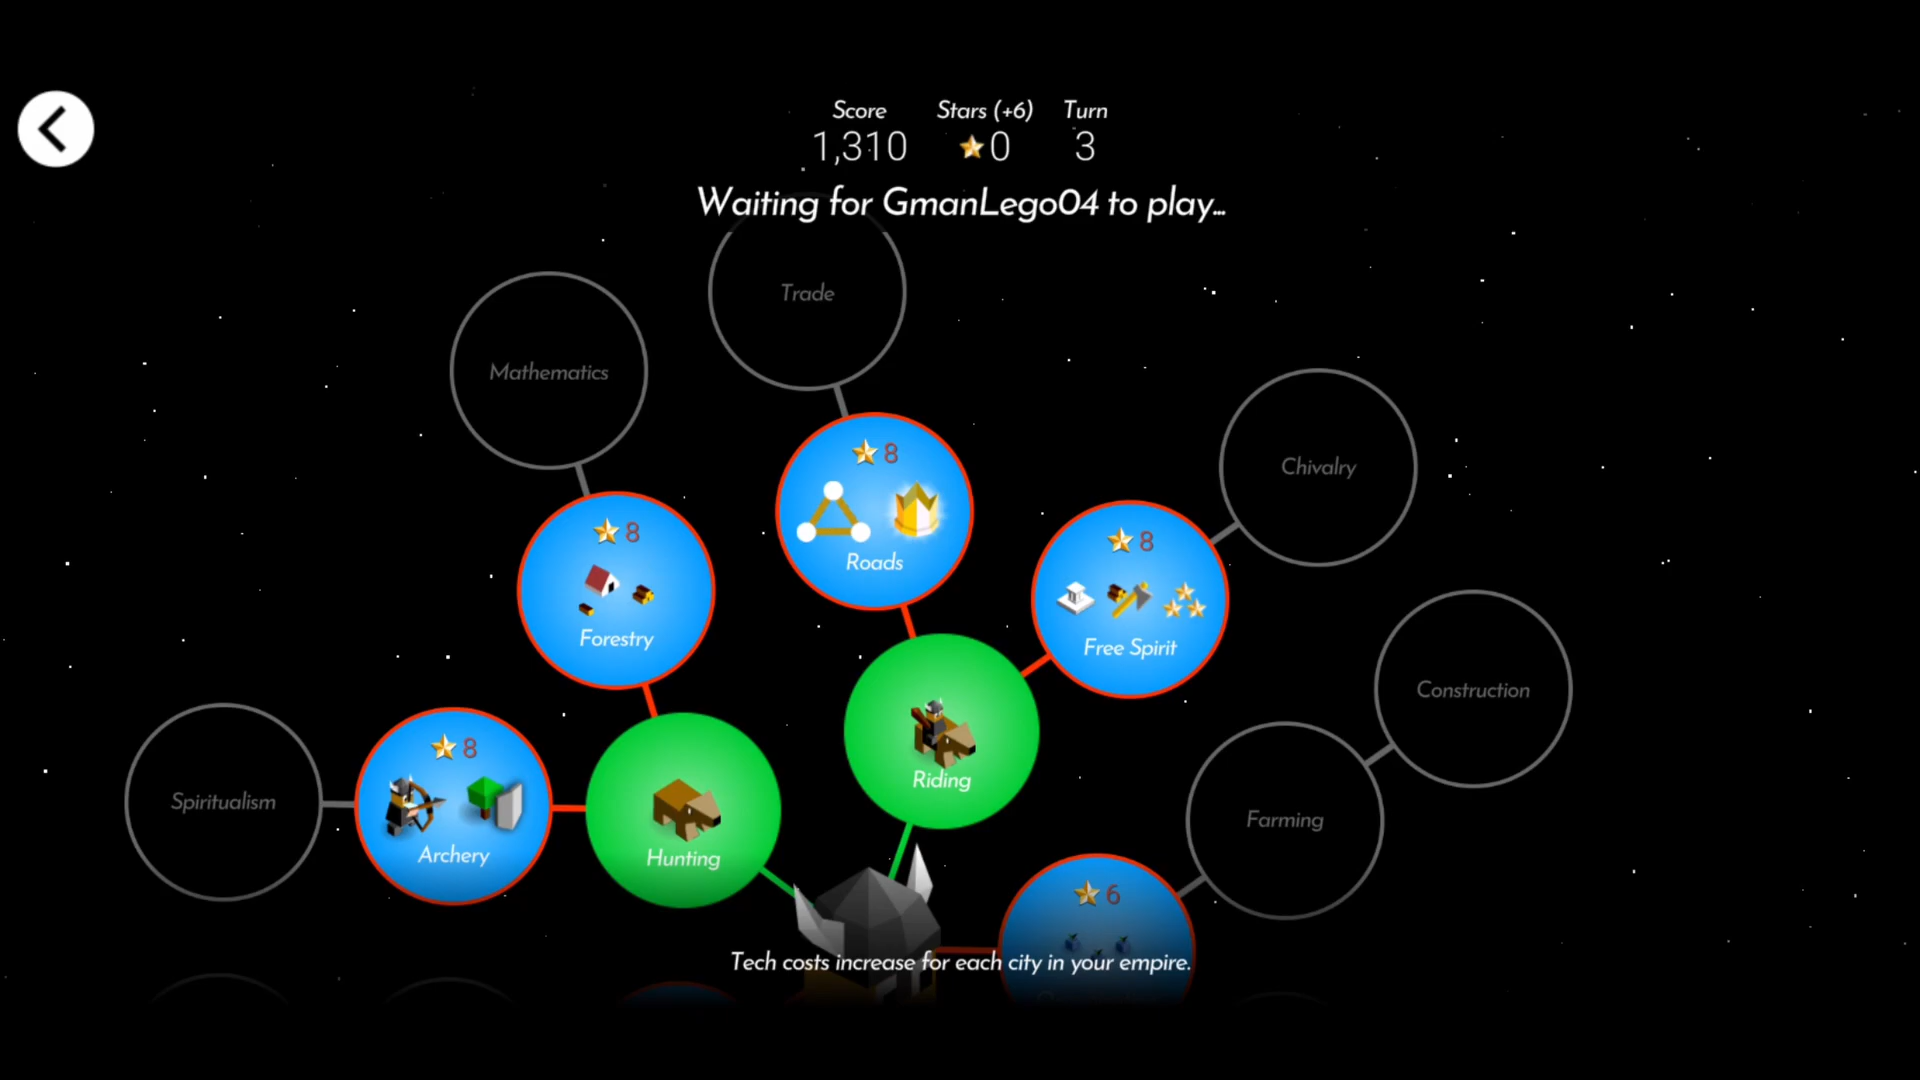 Score Stars (+6) Turn
1,310 0 3
Waiting for GmanLego04 to play...
Trade
Mathematics
Chivalry
8
Roads
8
Forestry
8
Free Spirit
Construction
Riding
8
Archery
Spiritualism
Hunting
Farming
6
Tech costs increase for each city in your empire.